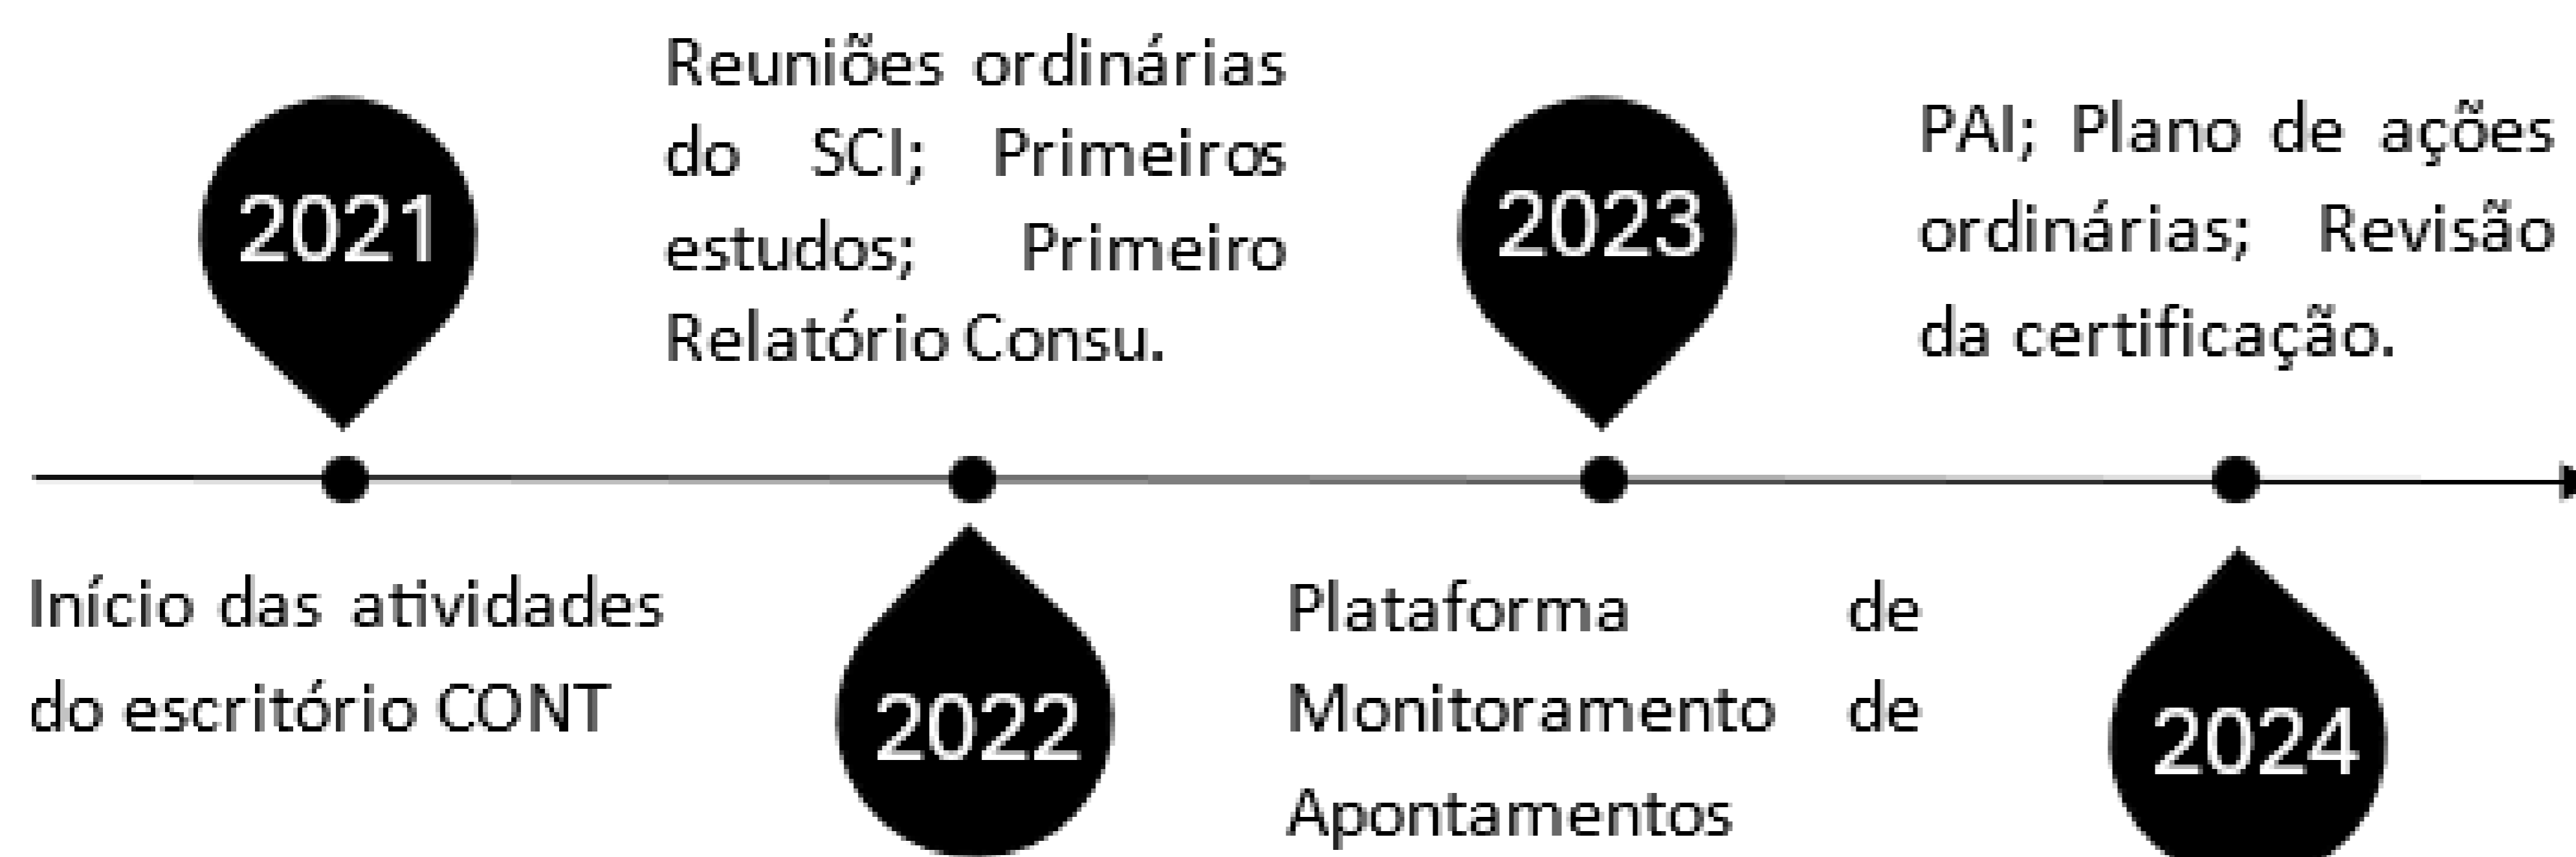 2021
Início das atividades
do escritório CONT
Reuniões ordinárias
do SCI; Primeiros
estudos; Primeiro
Relatório Consu.
2022
2023
Plataforma de
Monitoramento de
Apontamentos
PAI; Plano de ações
ordinárias; Revisão
da certificação.
2024